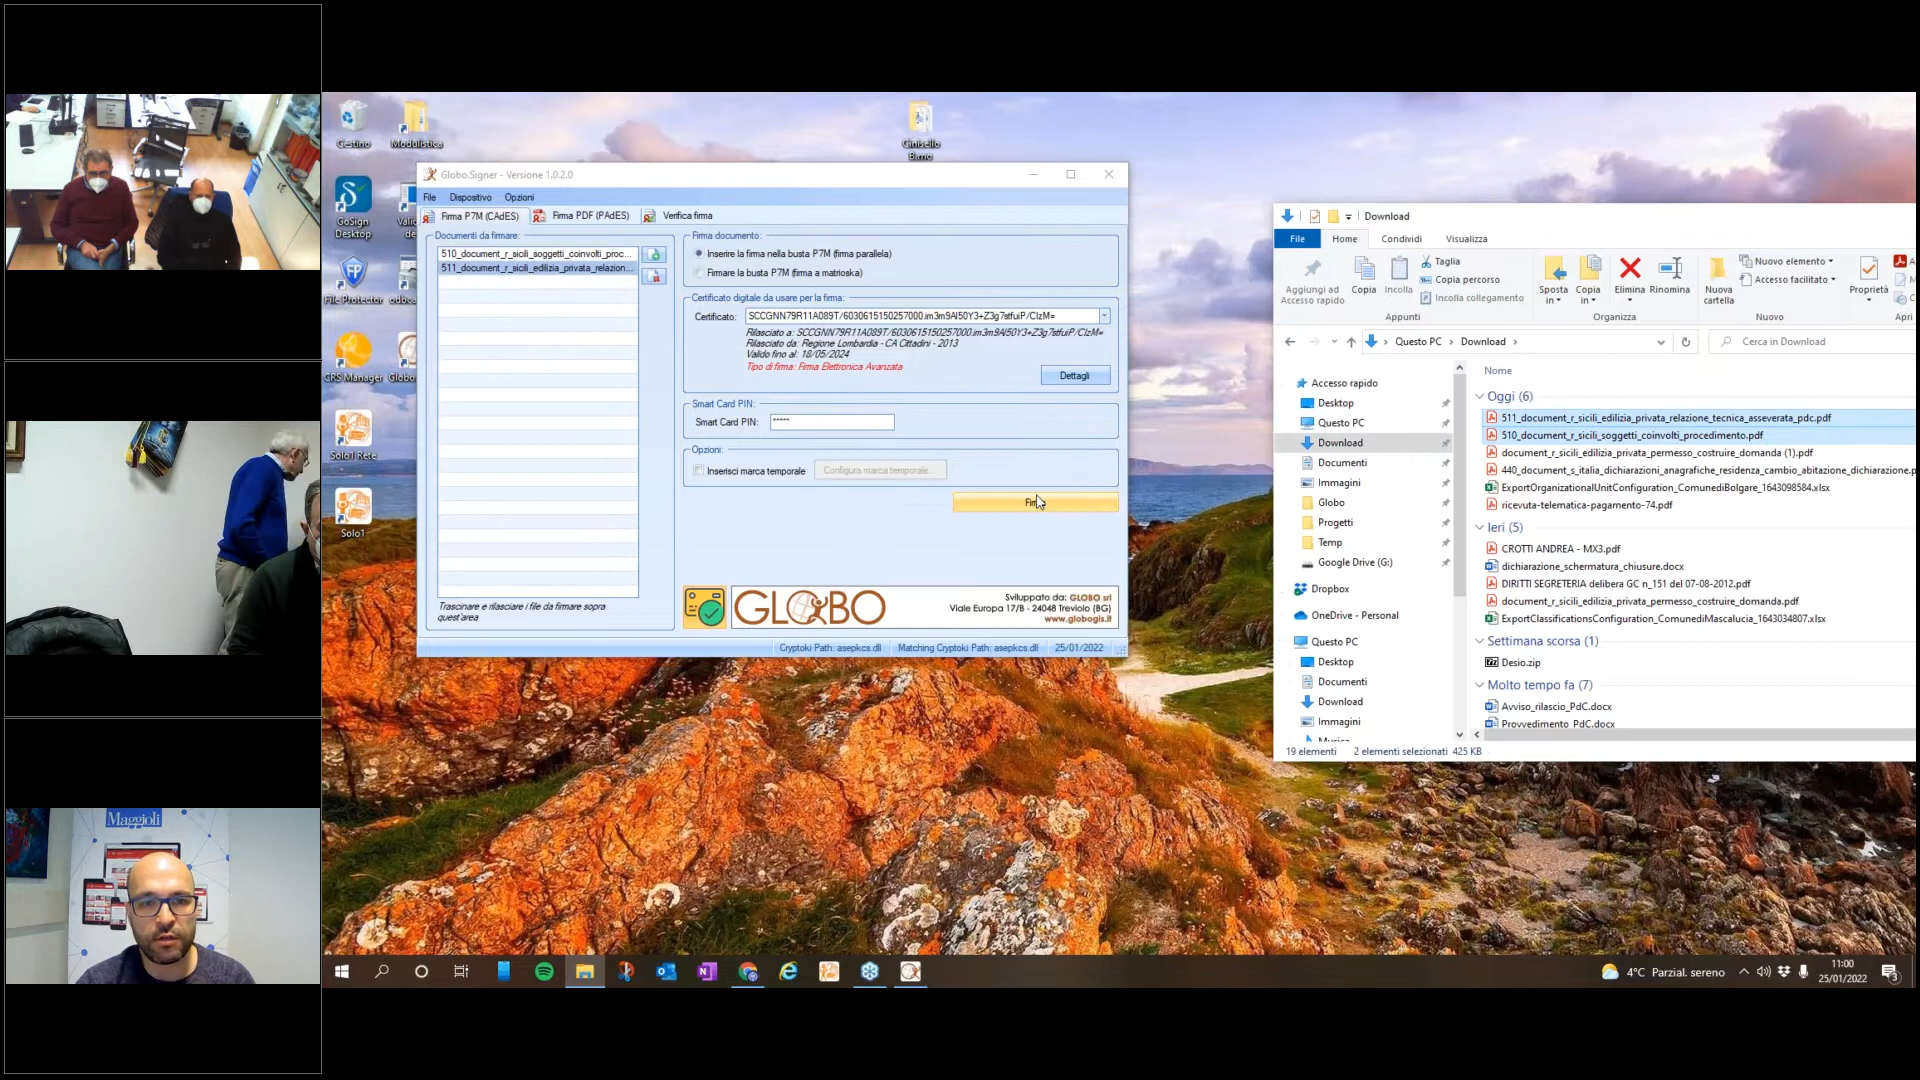 Maggioli
Cestino
Modulistica
Cinisello
Globo.Signer - Versione 1.0.2.0
File Dispositivo Opzioni
Firma P7M (CAdES) Firma PDF (PAdES) Verifica firma
Documenti da firmare:
510_document_r_sicili_soggetti_coinvolti_proc...
511_document_r_sicili_edilizia_privata_relazion...
Trascinare e rilasciare i file da firmare sopra
quest'area
Firma documento:
Inserire la firma nella busta P7M (firma parallela)
Firmare la busta P7M (firma a matrioska)
Certificato digitale da usare per la firma:
Certificato:
Rilasciato da: Regione Lombardia - CA Cittadini - 2013
Valido fino al: 18/05/2024
Tipo di firma: Firma Elettronica Avanzata
Dettagli
Smart Card PIN:
Smart Card PIN: *****
Opzioni:
Inserisci marca temporale Configura marca temporale...
GLOBO
Sviluppato da: GLOBO srl
Viale Europa 17/B - 24048 Treviolo (BG)
www.globogis.it
Cryptoki Path: asepkcs.dll Matching Cryptoki Path: asepkcs.dll 25/01/2022
GoSign
Desktop
File Protector
CRS Manager
Solo1 Rete
Solo1
Download
File Home Condividi Visualizza
Aggiungi ad
Accesso rapido
Copia
Incolla
Taglia
Copia percorso
Incolla collegamento
Appunti
Sposta
in
Copia
in
Elimina
Rinomina
Organizza
Nuova
cartella
Nuovo elemento
Accesso facilitato
Nuovo
Proprietà
Apri
Questo PC > Download >
Cerca in Download
Accesso rapido
Desktop
Questo PC
Download
Documenti
Immagini
Globo
Progetti
Temp
Google Drive (G:)
Dropbox
OneDrive - Personal
Questo PC
Desktop
Documenti
Download
Immagini
Nome
Oggi (6)
511_document_r_sicili_edilizia_privata_relazione_tecnica_asseverata_pdc.pdf
510_document_r_sicili_soggetti_coinvolti_procedimento.pdf
document_r_sicili_edilizia_privata_permesso_costruire_domanda (1).pdf
440_document_s_italia_dichiarazioni_anagrafiche_residenza_cambio_abitazione_dichiarazione.p
ExportOrganizationalUnitConfiguration_ComunediBolgare_1643098584.xlsx
ricevuta-telematica-pagamento-74.pdf
Ieri (5)
CROTTI ANDREA - MX3.pdf
dichiarazione_schermatura_chiusure.docx
DIRITTI SEGRETERIA delibera GC n_151 del 07-08-2012.pdf
document_r_sicili_edilizia_privata_permesso_costruire_domanda.pdf
ExportClassificationsConfiguration_ComunediMascalucia_1643034807.xlsx
Settimana scorsa (1)
Desio.zip
Molto tempo fa (7)
Avviso_rilascio_PdC.docx
Provvedimento_PdC.docx
19 elementi 2 elementi selezionati 425 KB
4°C Parzial. sereno
11:00
25/01/2022
3